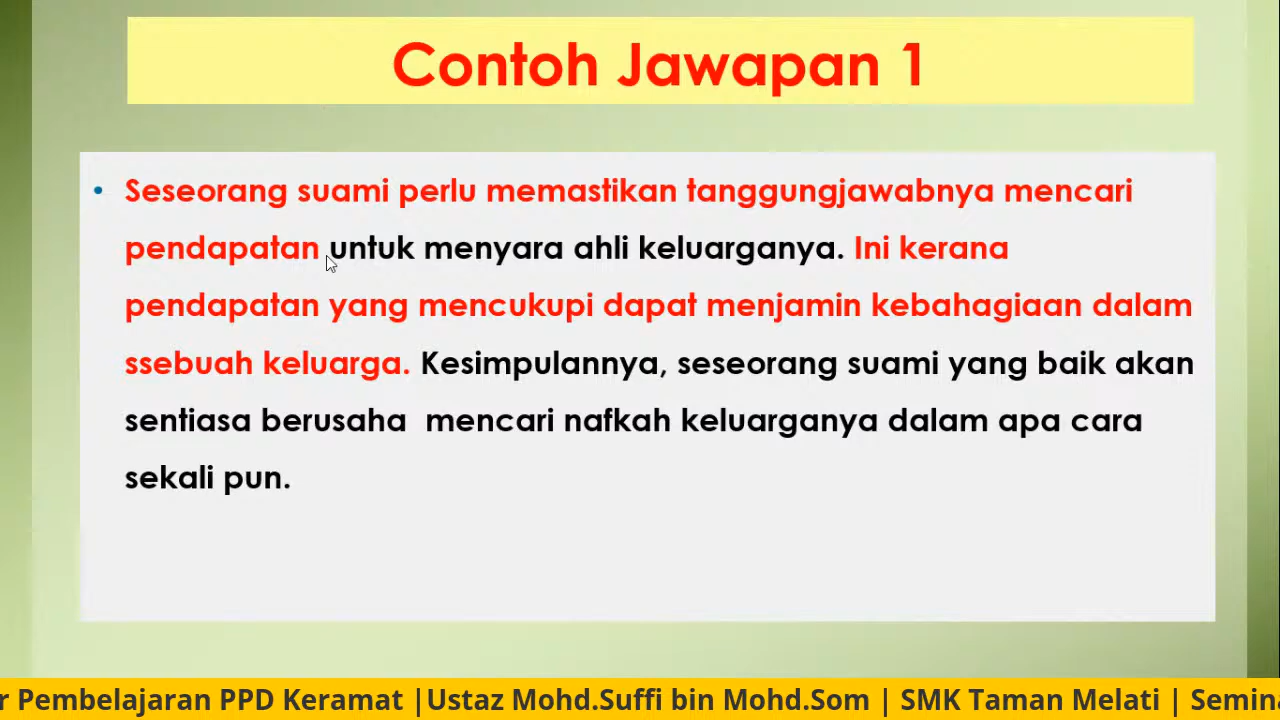 Contoh Jawapan 1
• Seseorang suami perlu memastikan tanggungjawabnya mencari
pendapatan untuk menyara ahli keluarganya. Ini kerana
pendapatan yang mencukupi dapat menjamin kebahagiaan dalam
ssebuah keluarga. Kesimpulannya, seseorang suami yang baik akan
sentiasa berusaha  mencari nafkah keluarganya dalam apa cara
sekali pun.
r Pembelajaran PPD Keramat |Ustaz Mohd.Suffi bin Mohd.Som | SMK Taman Melati | Semina